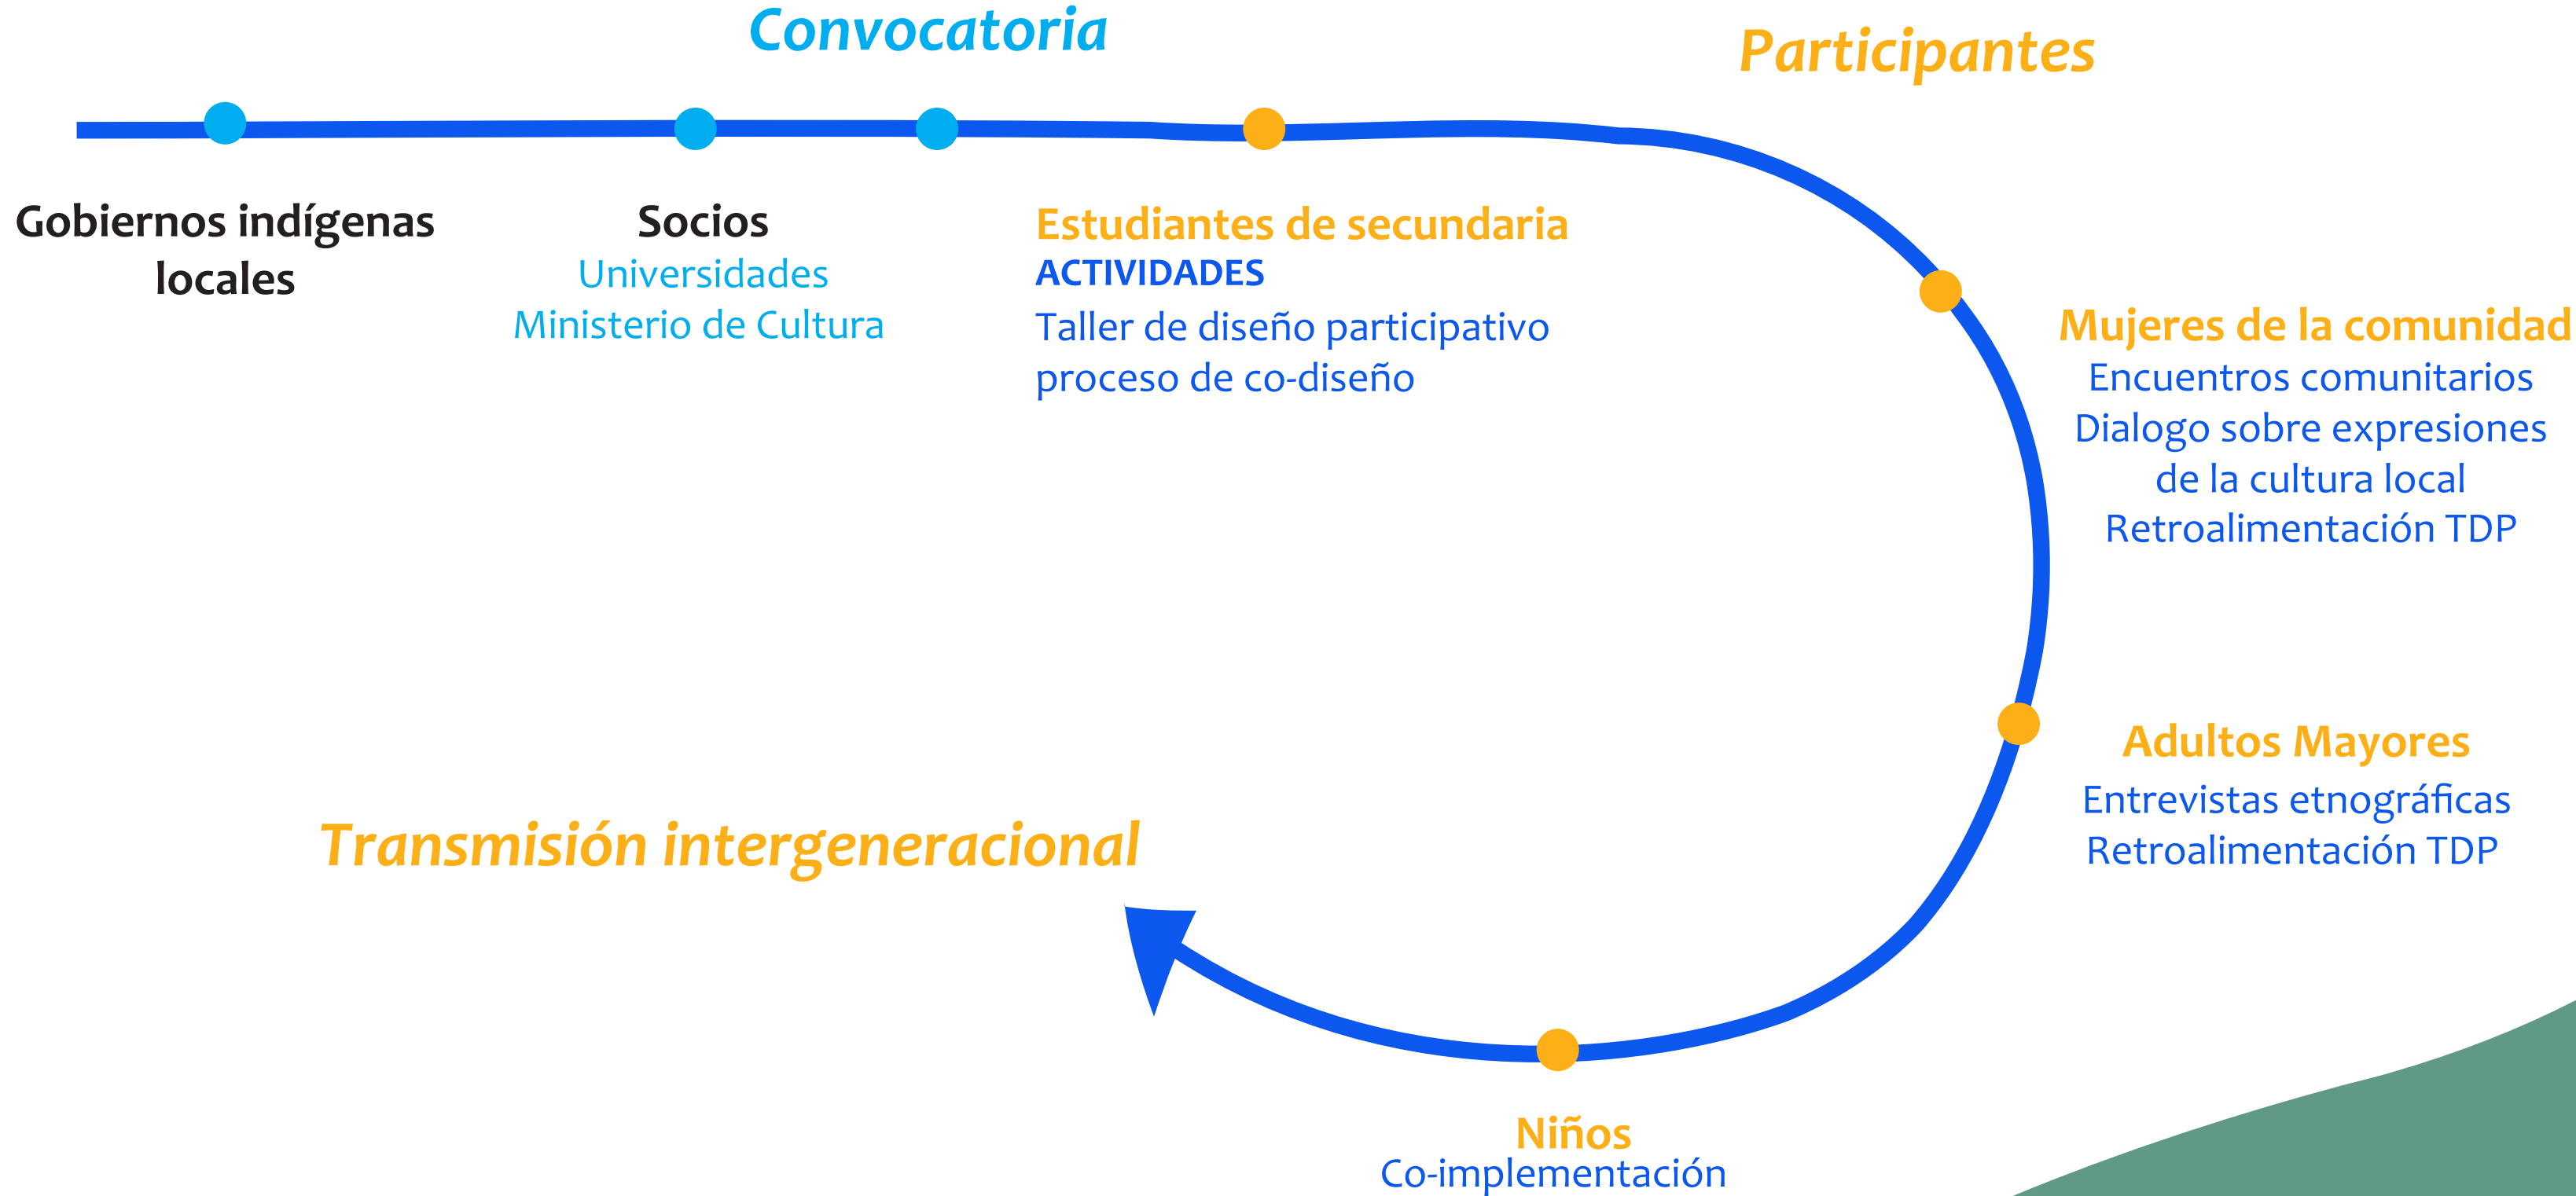 Convocatoria
Participantes
Gobiernos indígenas
locales
Socios
Universidades
Ministerio de Cultura
Estudiantes de secundaria
ACTIVIDADES
Taller de diseño participativo
proceso de co-diseño
Mujeres de la comunidad
Encuentros comunitarios
Dialogo sobre expresiones
de la cultura local
Retroalimentación TDP
Adultos Mayores
Entrevistas etnográficas
Retroalimentación TDP
Transmisión intergeneracional
Niños
Co-implementación